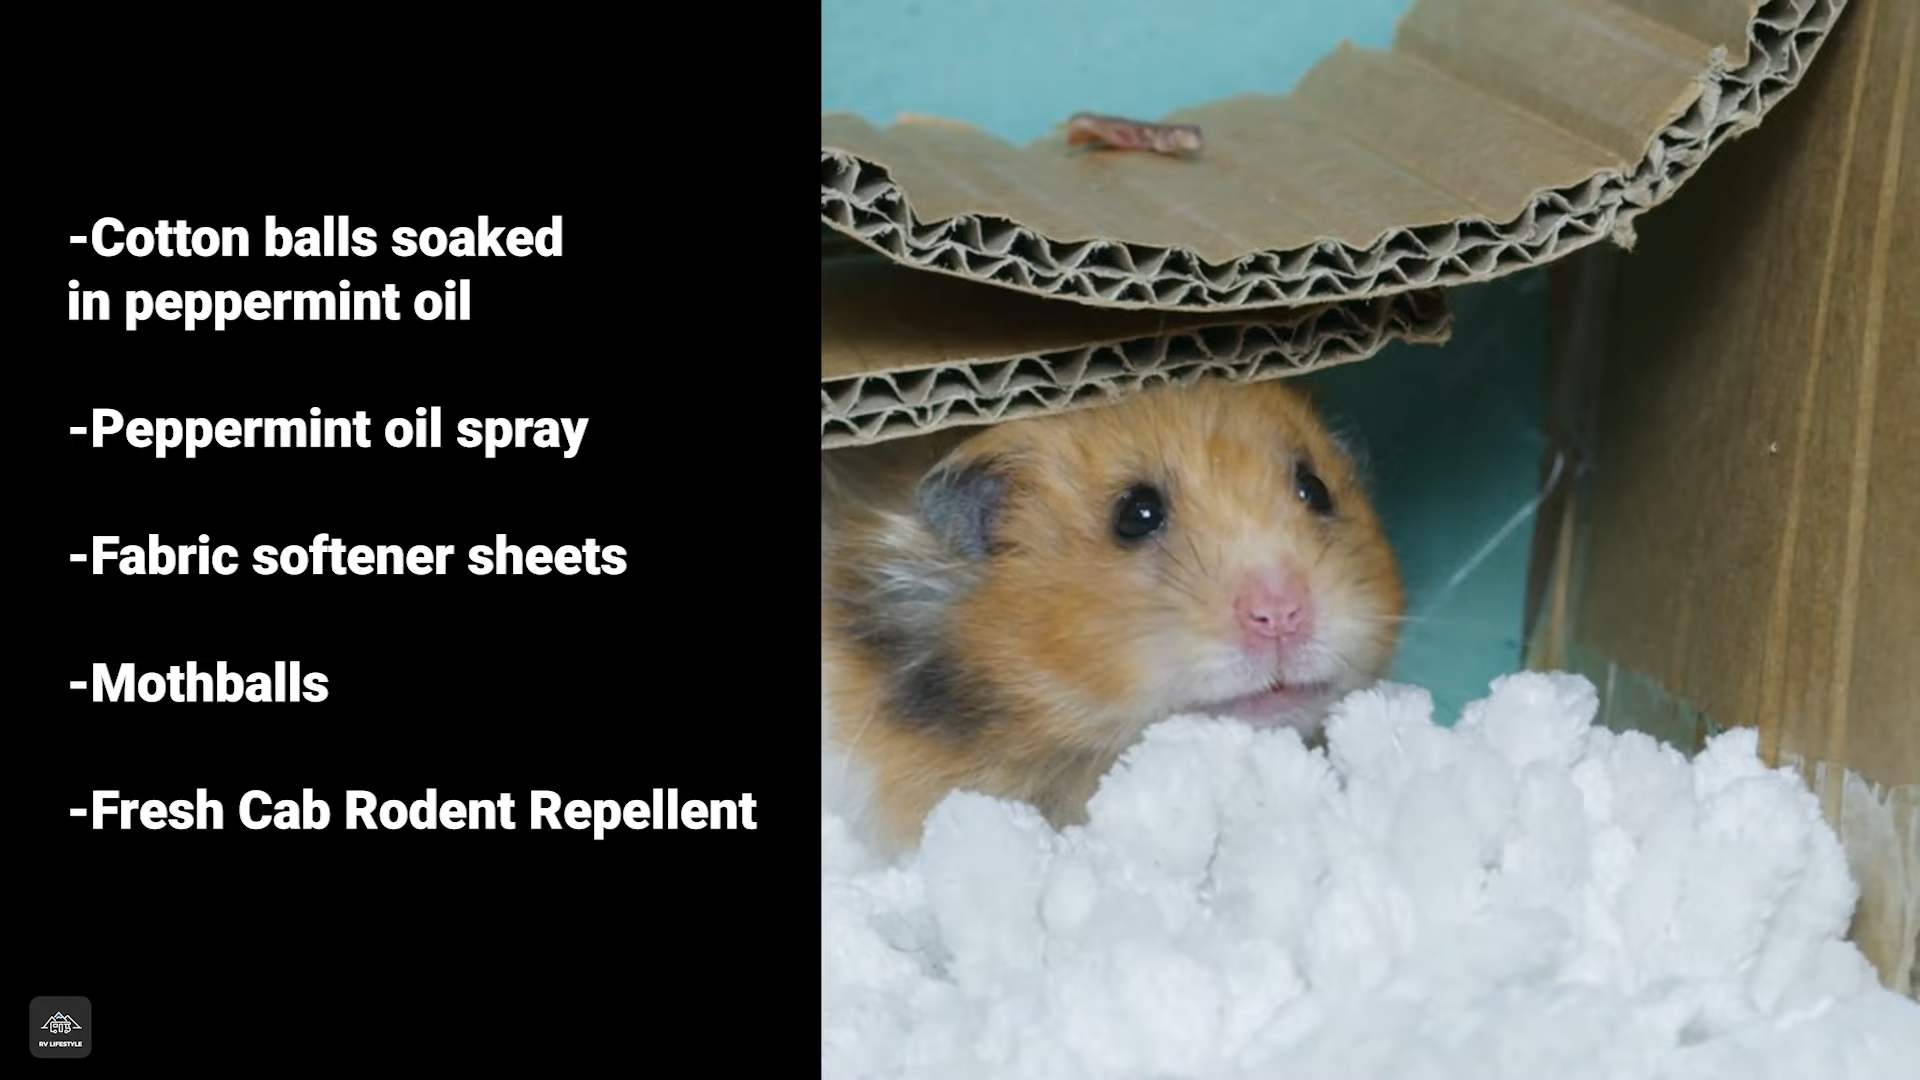 -Cotton balls soaked
in peppermint oil
-Peppermint oil spray
-Fabric softener sheets
-Mothballs
-Fresh Cab Rodent Repellent
RV LIFESTYLE